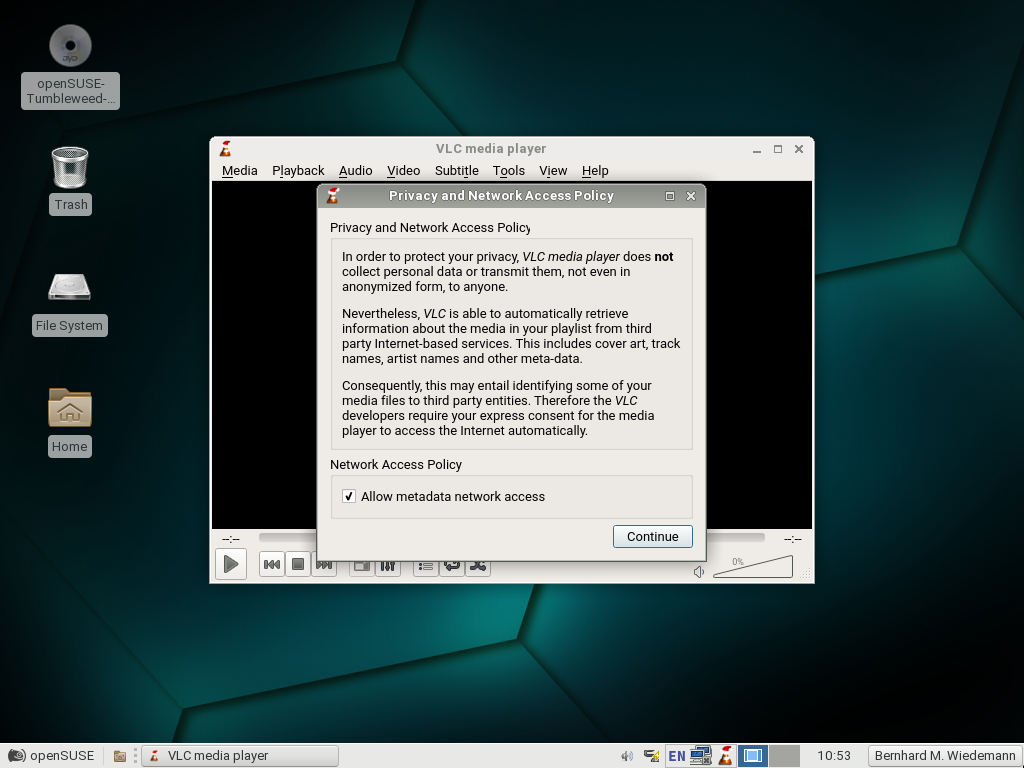 openSUSE-
Tumbleweed-...
Trash
File System
Home
VLC media player
Media Playback Audio Video Subtitle Tools View Help
Privacy and Network Access Policy
Privacy and Network Access Policy
In order to protect your privacy, VLC media player does not
collect personal data or transmit them, not even in
anonymized form, to anyone.
Nevertheless, VLC is able to automatically retrieve
information about the media in your playlist from third
party Internet-based services. This includes cover art, track
names, artist names and other meta-data.
Consequently, this may entail identifying some of your
media files to third party entities. Therefore the VLC
developers require your express consent for the media
player to access the Internet automatically.
Network Access Policy
Allow metadata network access
Continue
--:-- --:--
0%
openSUSE VLC media player EN 10:53 Bernhard M. Wiedemann